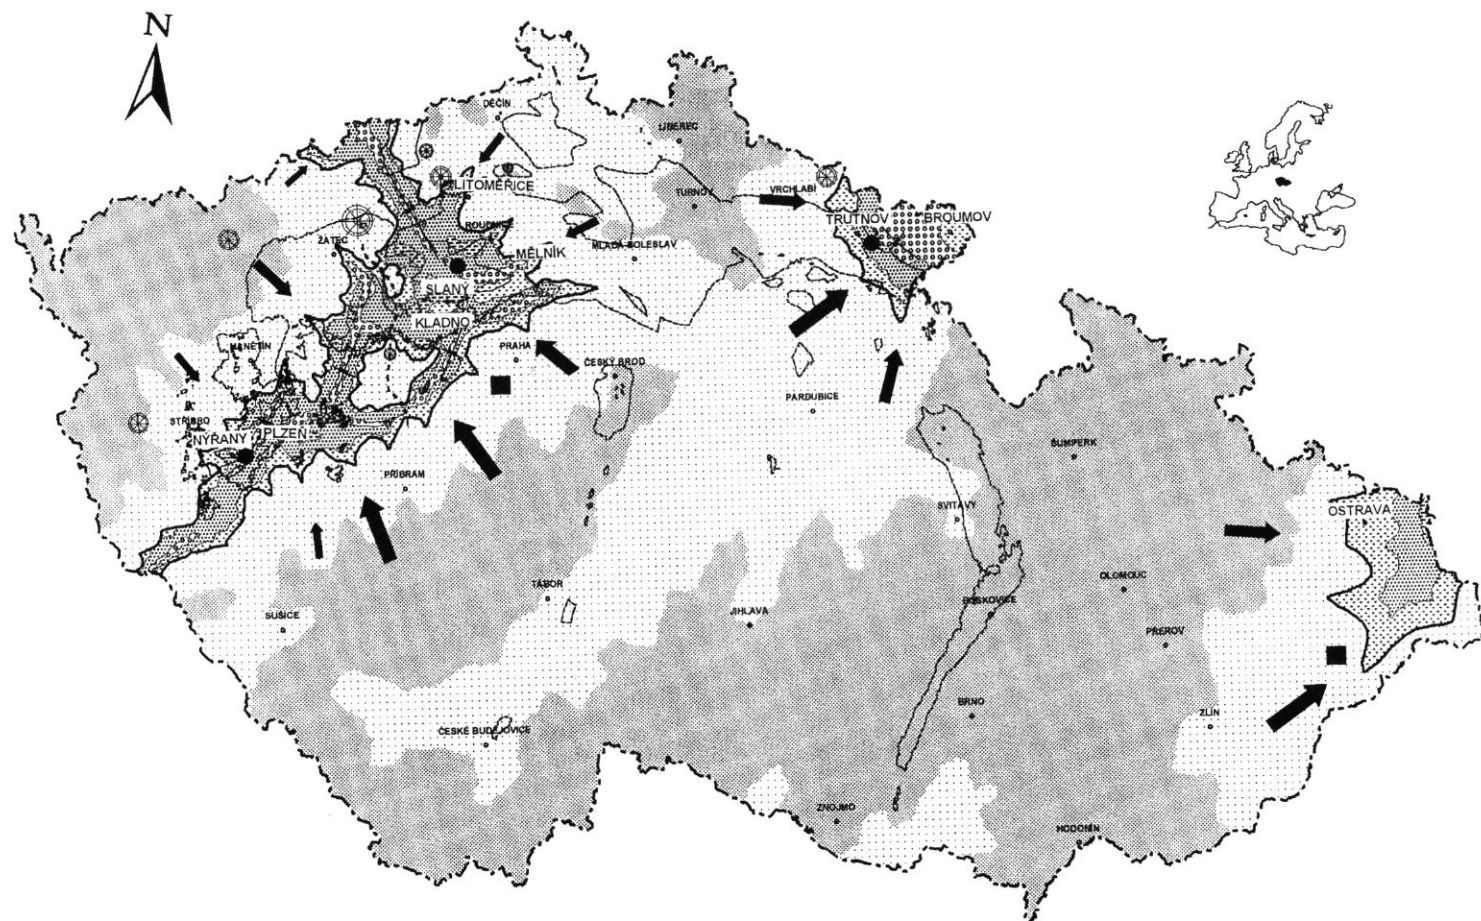 N
DĚČÍN
LIBEREC
LITOMĚŘICE
VRCHLABÍ
TURNOV
TRUTNOV
BROUMOV
ROUDNICE
ŽATEC
MĚLNÍK
MLADÁ BOLESLAV
SLANÝ
KLADNO
MANĚTÍN
PRAHA
ČESKÝ BROD
PARDUBICE
STŘÍBRO
NÝŘANY
PLZEŇ
ŠUMPERK
PŘÍBRAM
SVITAVY
OSTRAVA
TÁBOR
OLOMOUC
SUŠICE
JIHLAVA
BOSKOVICE
PŘEROV
BRNO
ZLÍN
ČESKÉ BUDĚJOVICE
ZNOJMO
HODONÍN